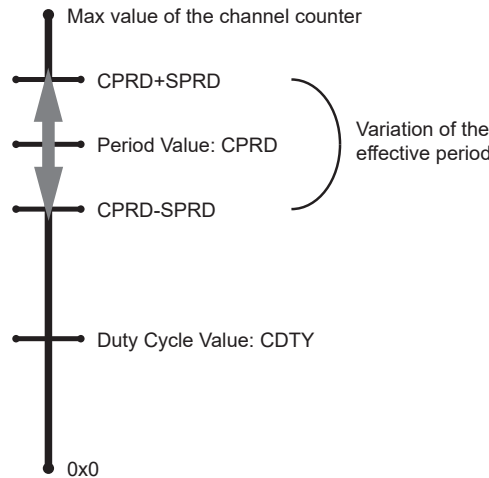 Max value of the channel counter
CPRD+SPRD
Period Value: CPRD
Variation of the
effective period
CPRD-SPRD
Duty Cycle Value: CDTY
0x0